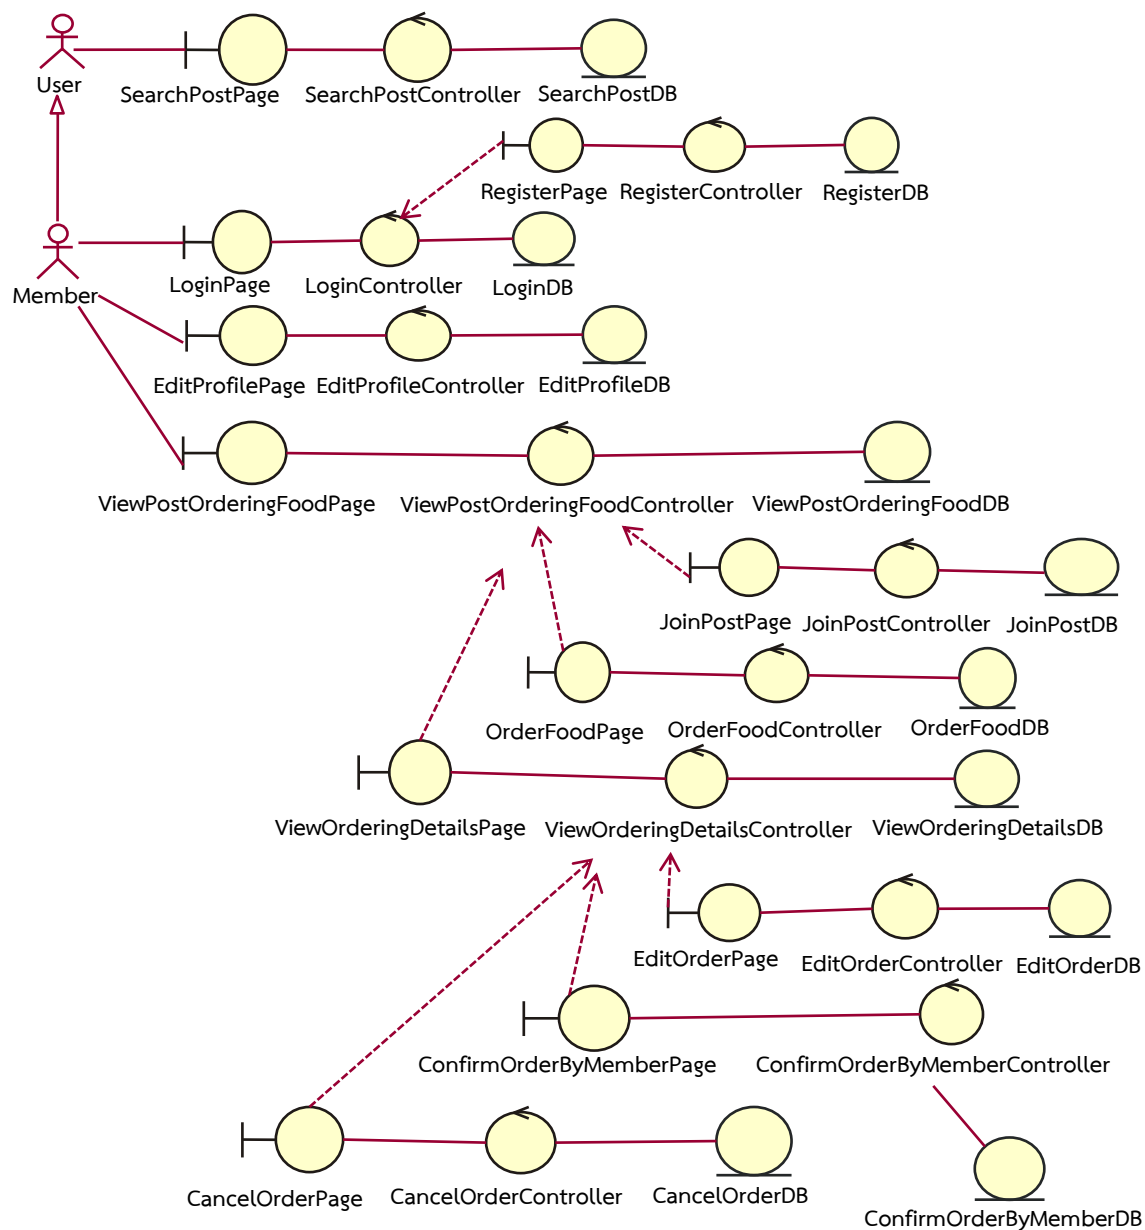 User
SearchPostPage
SearchPostController
SearchPostDB
RegisterPage
RegisterController
RegisterDB
Member
LoginPage
LoginController
LoginDB
EditProfilePage
EditProfileController
EditProfileDB
ViewPostOrderingFoodPage
ViewPostOrderingFoodController
ViewPostOrderingFoodDB
JoinPostPage
JoinPostController
JoinPostDB
OrderFoodPage
OrderFoodController
OrderFoodDB
ViewOrderingDetailsPage
ViewOrderingDetailsController
ViewOrderingDetailsDB
EditOrderPage
EditOrderController
EditOrderDB
ConfirmOrderByMemberPage
ConfirmOrderByMemberController
CancelOrderPage
CancelOrderController
CancelOrderDB
ConfirmOrderByMemberDB